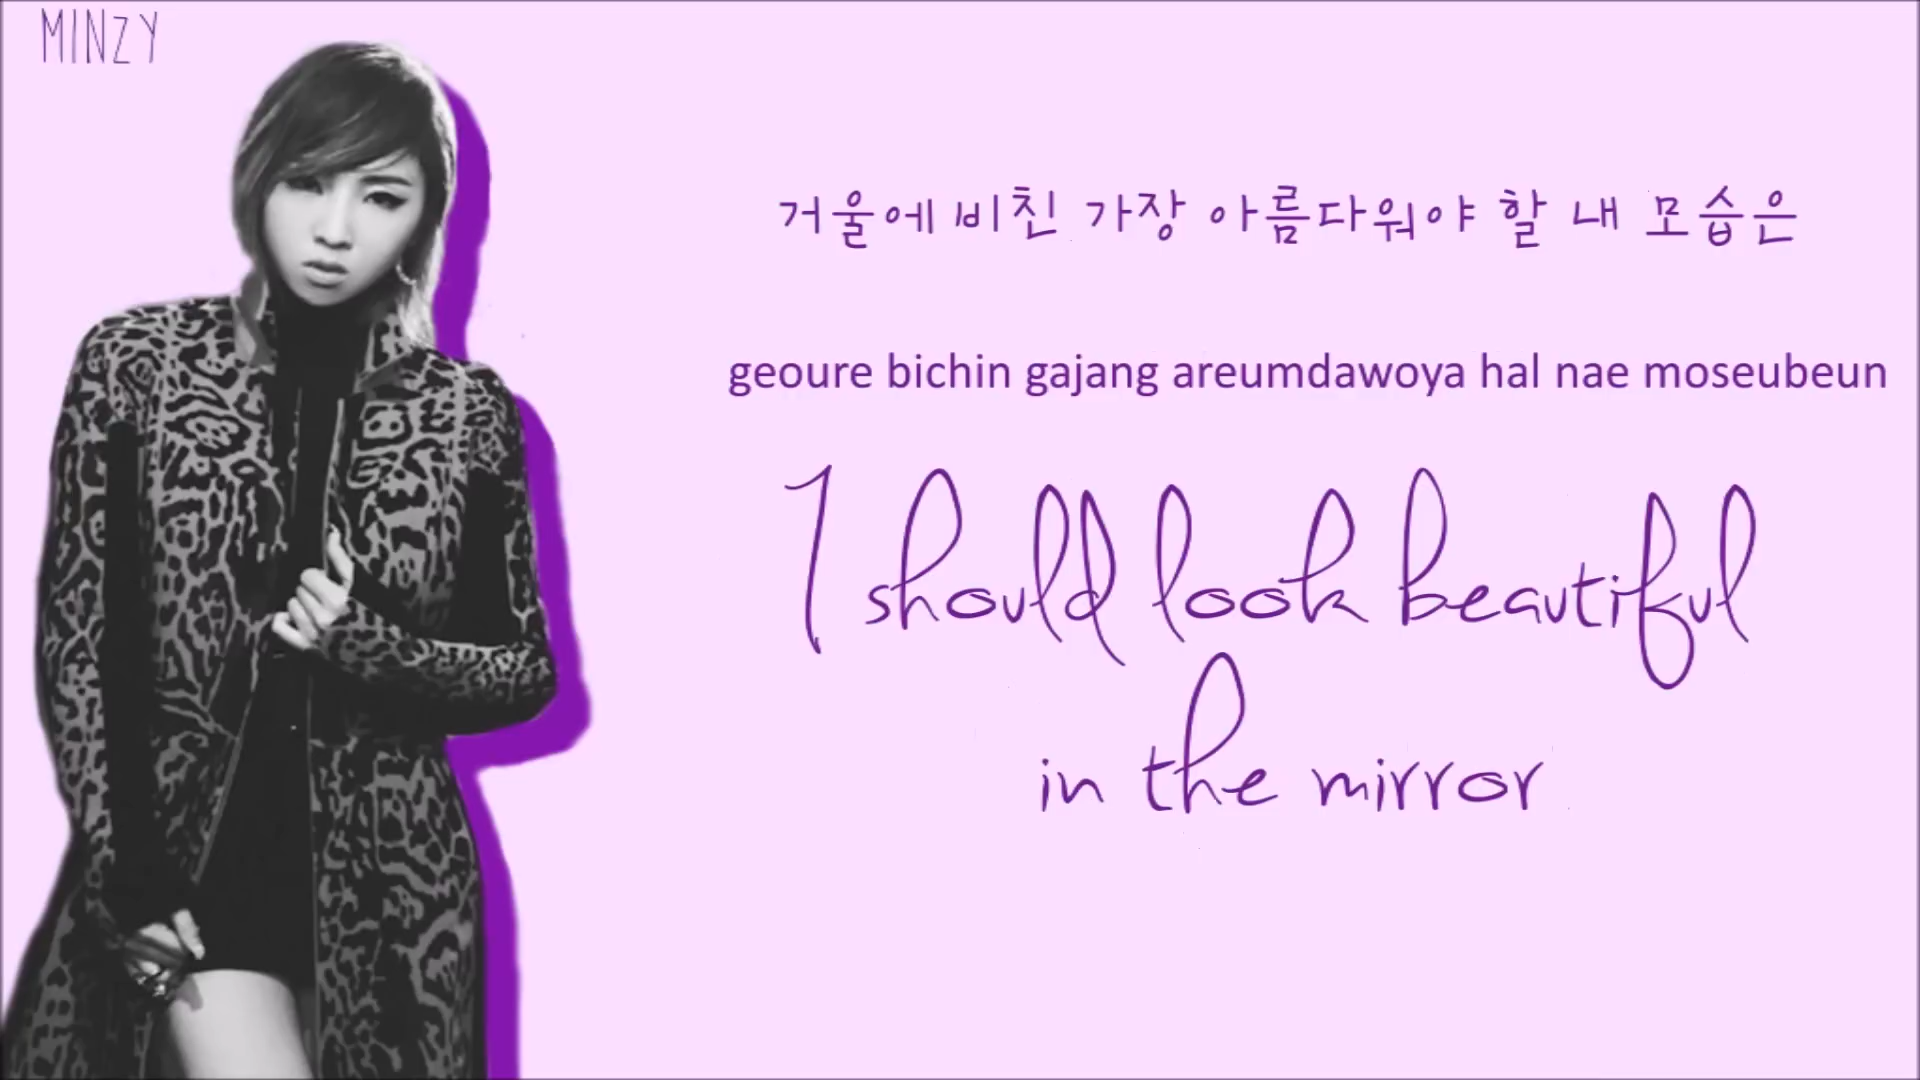 MINZY
거울에 비친 가장 아름다워야 할 내 모습은
geoure bichin gajang areumdawoya hal nae moseubeun
I should look beautiful
in the mirror